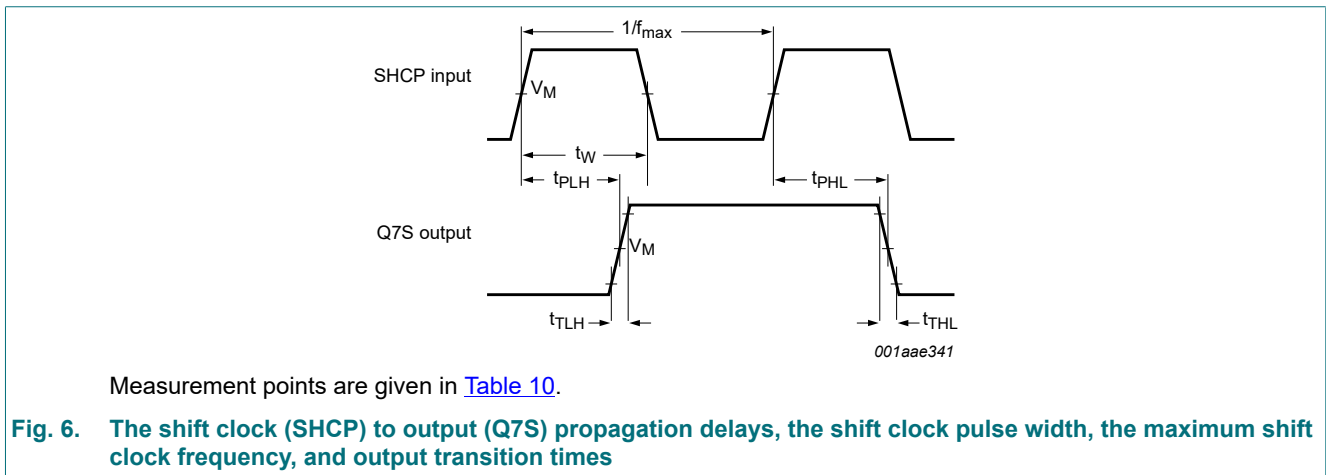 1/fmax
SHCP input
VM
tW
tPLH
tPHL
Q7S output
VM
tTLH
tTHL
001aae341
Measurement points are given in Table 10.
Fig. 6. The shift clock (SHCP) to output (Q7S) propagation delays, the shift clock pulse width, the maximum shift
clock frequency, and output transition times